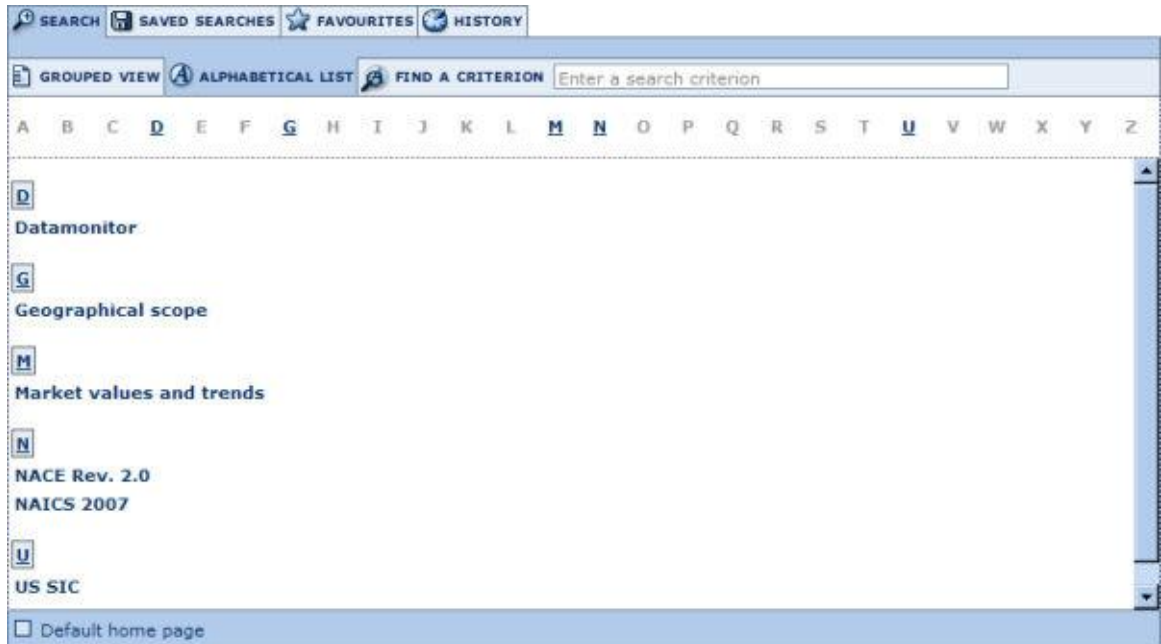 SEARCH SAVED SEARCHES FAVOURITES HISTORY
GROUPED VIEW ALPHABETICAL LIST FIND A CRITERION Enter a search criterion
A B C D E F G H I J K L M N O P Q R S T U V W X Y Z
D
Datamonitor
G
Geographical scope
M
Market values and trends
N
NACE Rev. 2.0
NAICS 2007
U
US SIC
Default home page